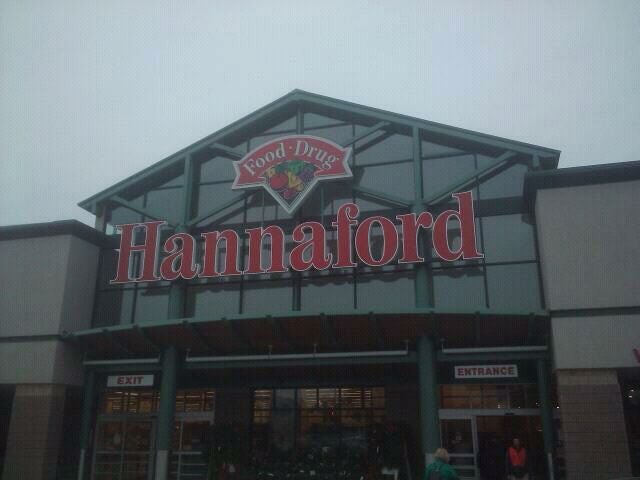 Food · Drug
Hannaford
EXIT
ENTRANCE